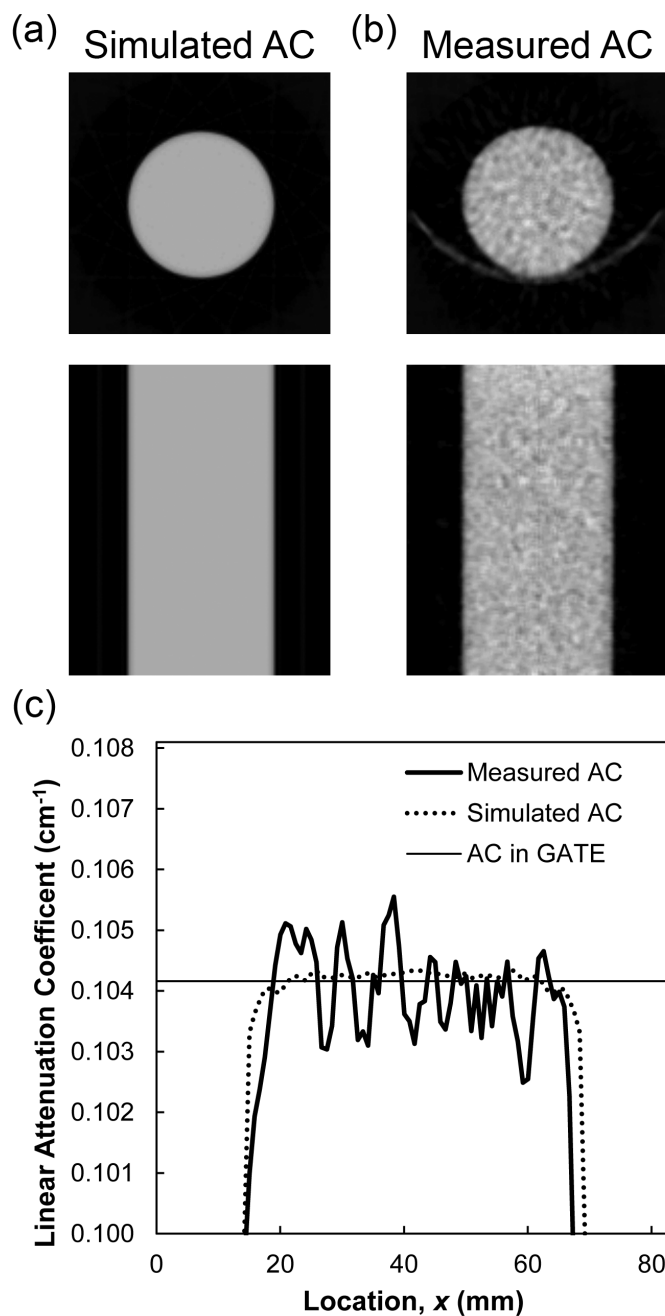 (a)
Simulated AC
(b)
Measured AC
(c)
Linear Attenuation Coefficent (cm⁻¹)
0.108
0.107
0.106
0.105
0.104
0.103
0.102
0.101
0.100
Measured AC
Simulated AC
AC in GATE
0
20
40
60
80
Location, x (mm)